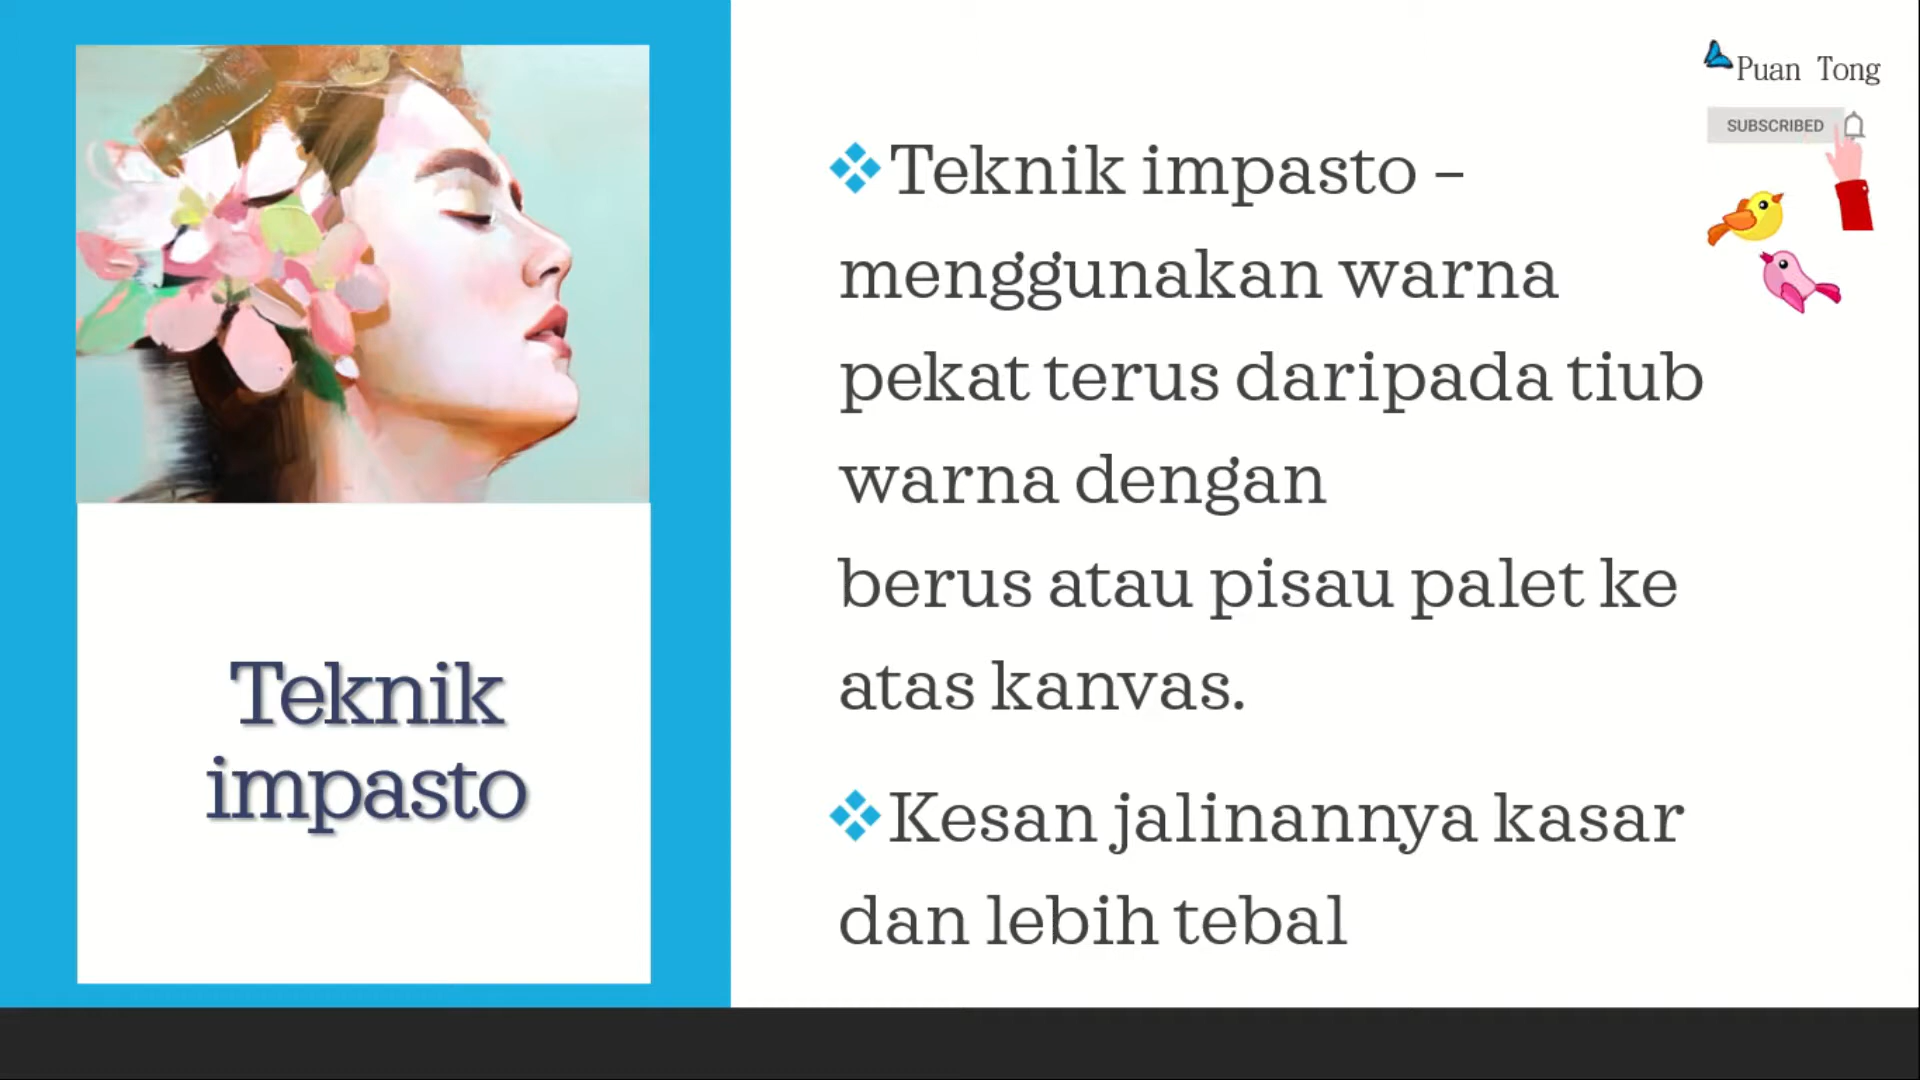 Puan Tong
SUBSCRIBED
Teknik impasto –
menggunakan warna
pekat terus daripada tiub
warna dengan
berus atau pisau palet ke
atas kanvas.
Kesan jalinannya kasar
dan lebih tebal
Teknik
impasto